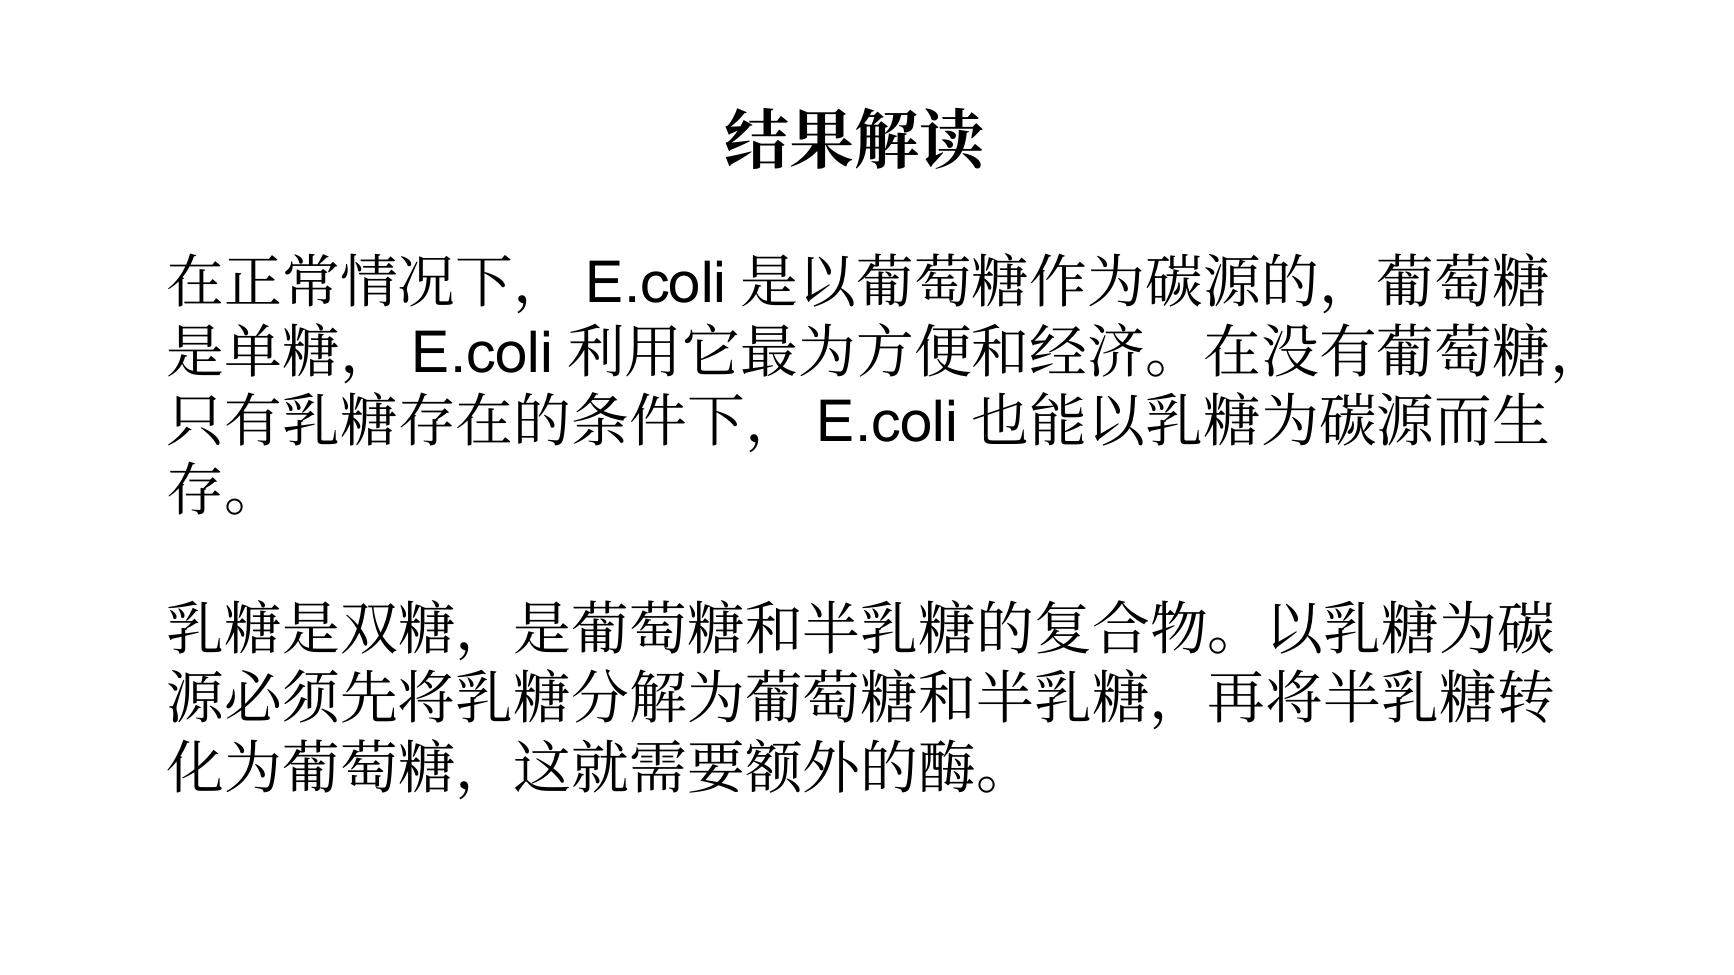 结果解读
在正常情况下， E.coli 是以葡萄糖作为碳源的，葡萄糖
是单糖， E.coli 利用它最为方便和经济。在没有葡萄糖，
只有乳糖存在的条件下， E.coli 也能以乳糖为碳源而生
存。
乳糖是双糖，是葡萄糖和半乳糖的复合物。以乳糖为碳
源必须先将乳糖分解为葡萄糖和半乳糖，再将半乳糖转
化为葡萄糖，这就需要额外的酶。